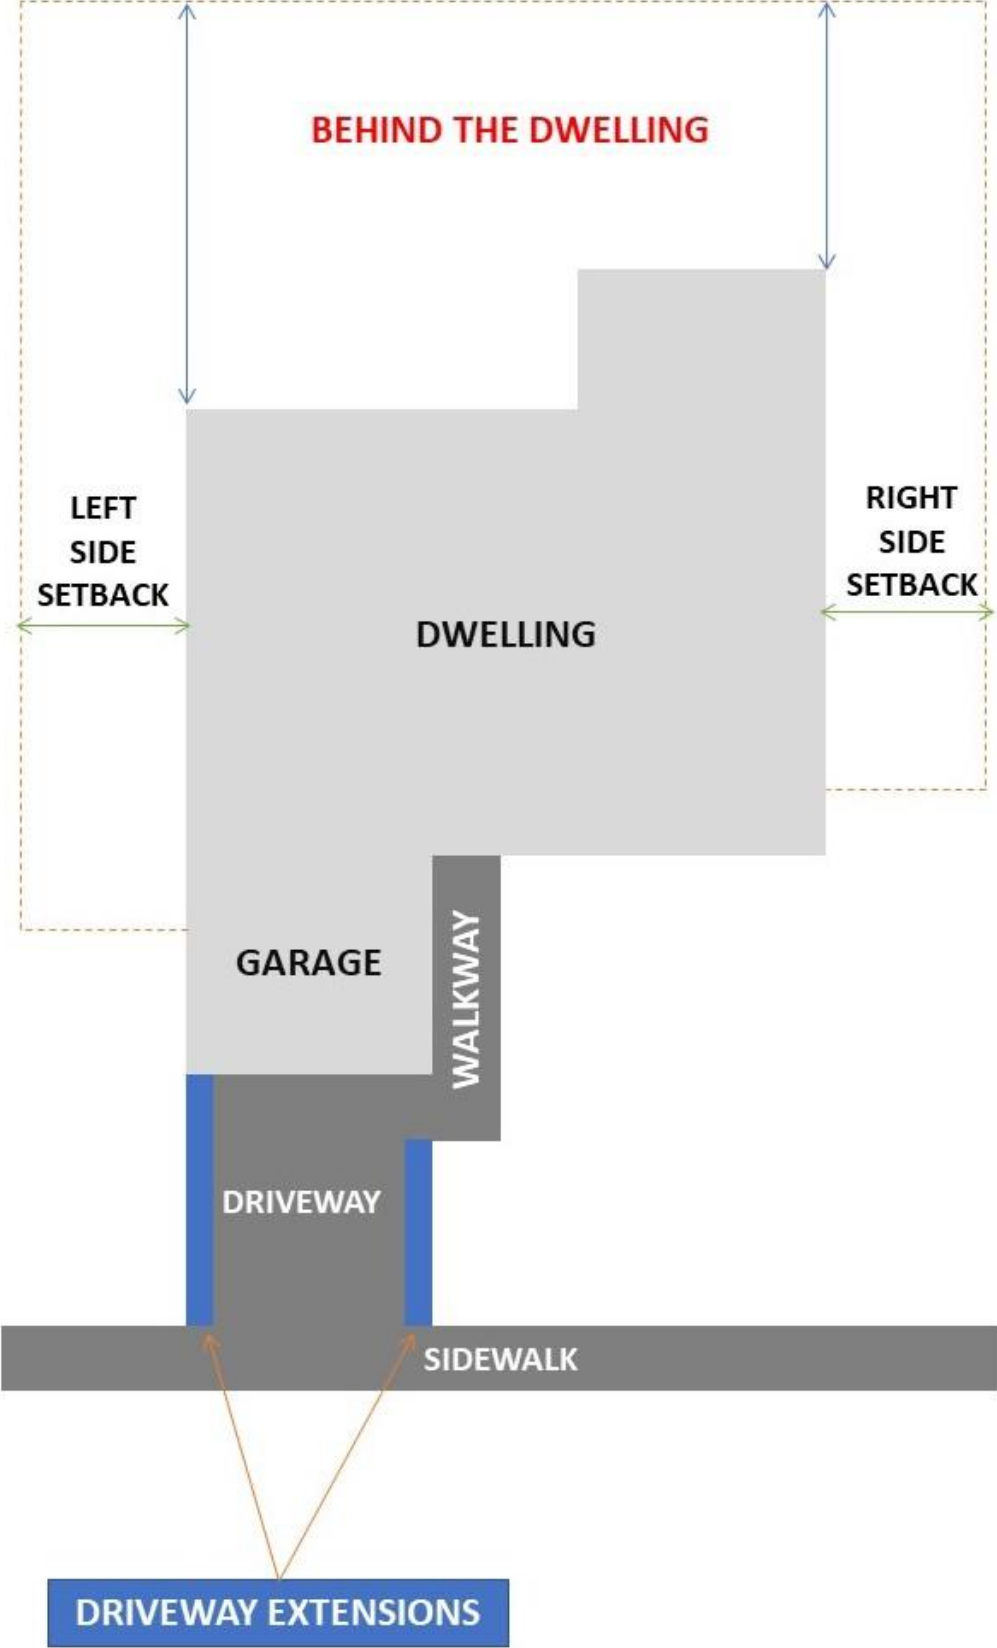 BEHIND THE DWELLING
LEFT
SIDE
SETBACK
RIGHT
SIDE
SETBACK
DWELLING
GARAGE
WALKWAY
DRIVEWAY
SIDEWALK
DRIVEWAY EXTENSIONS